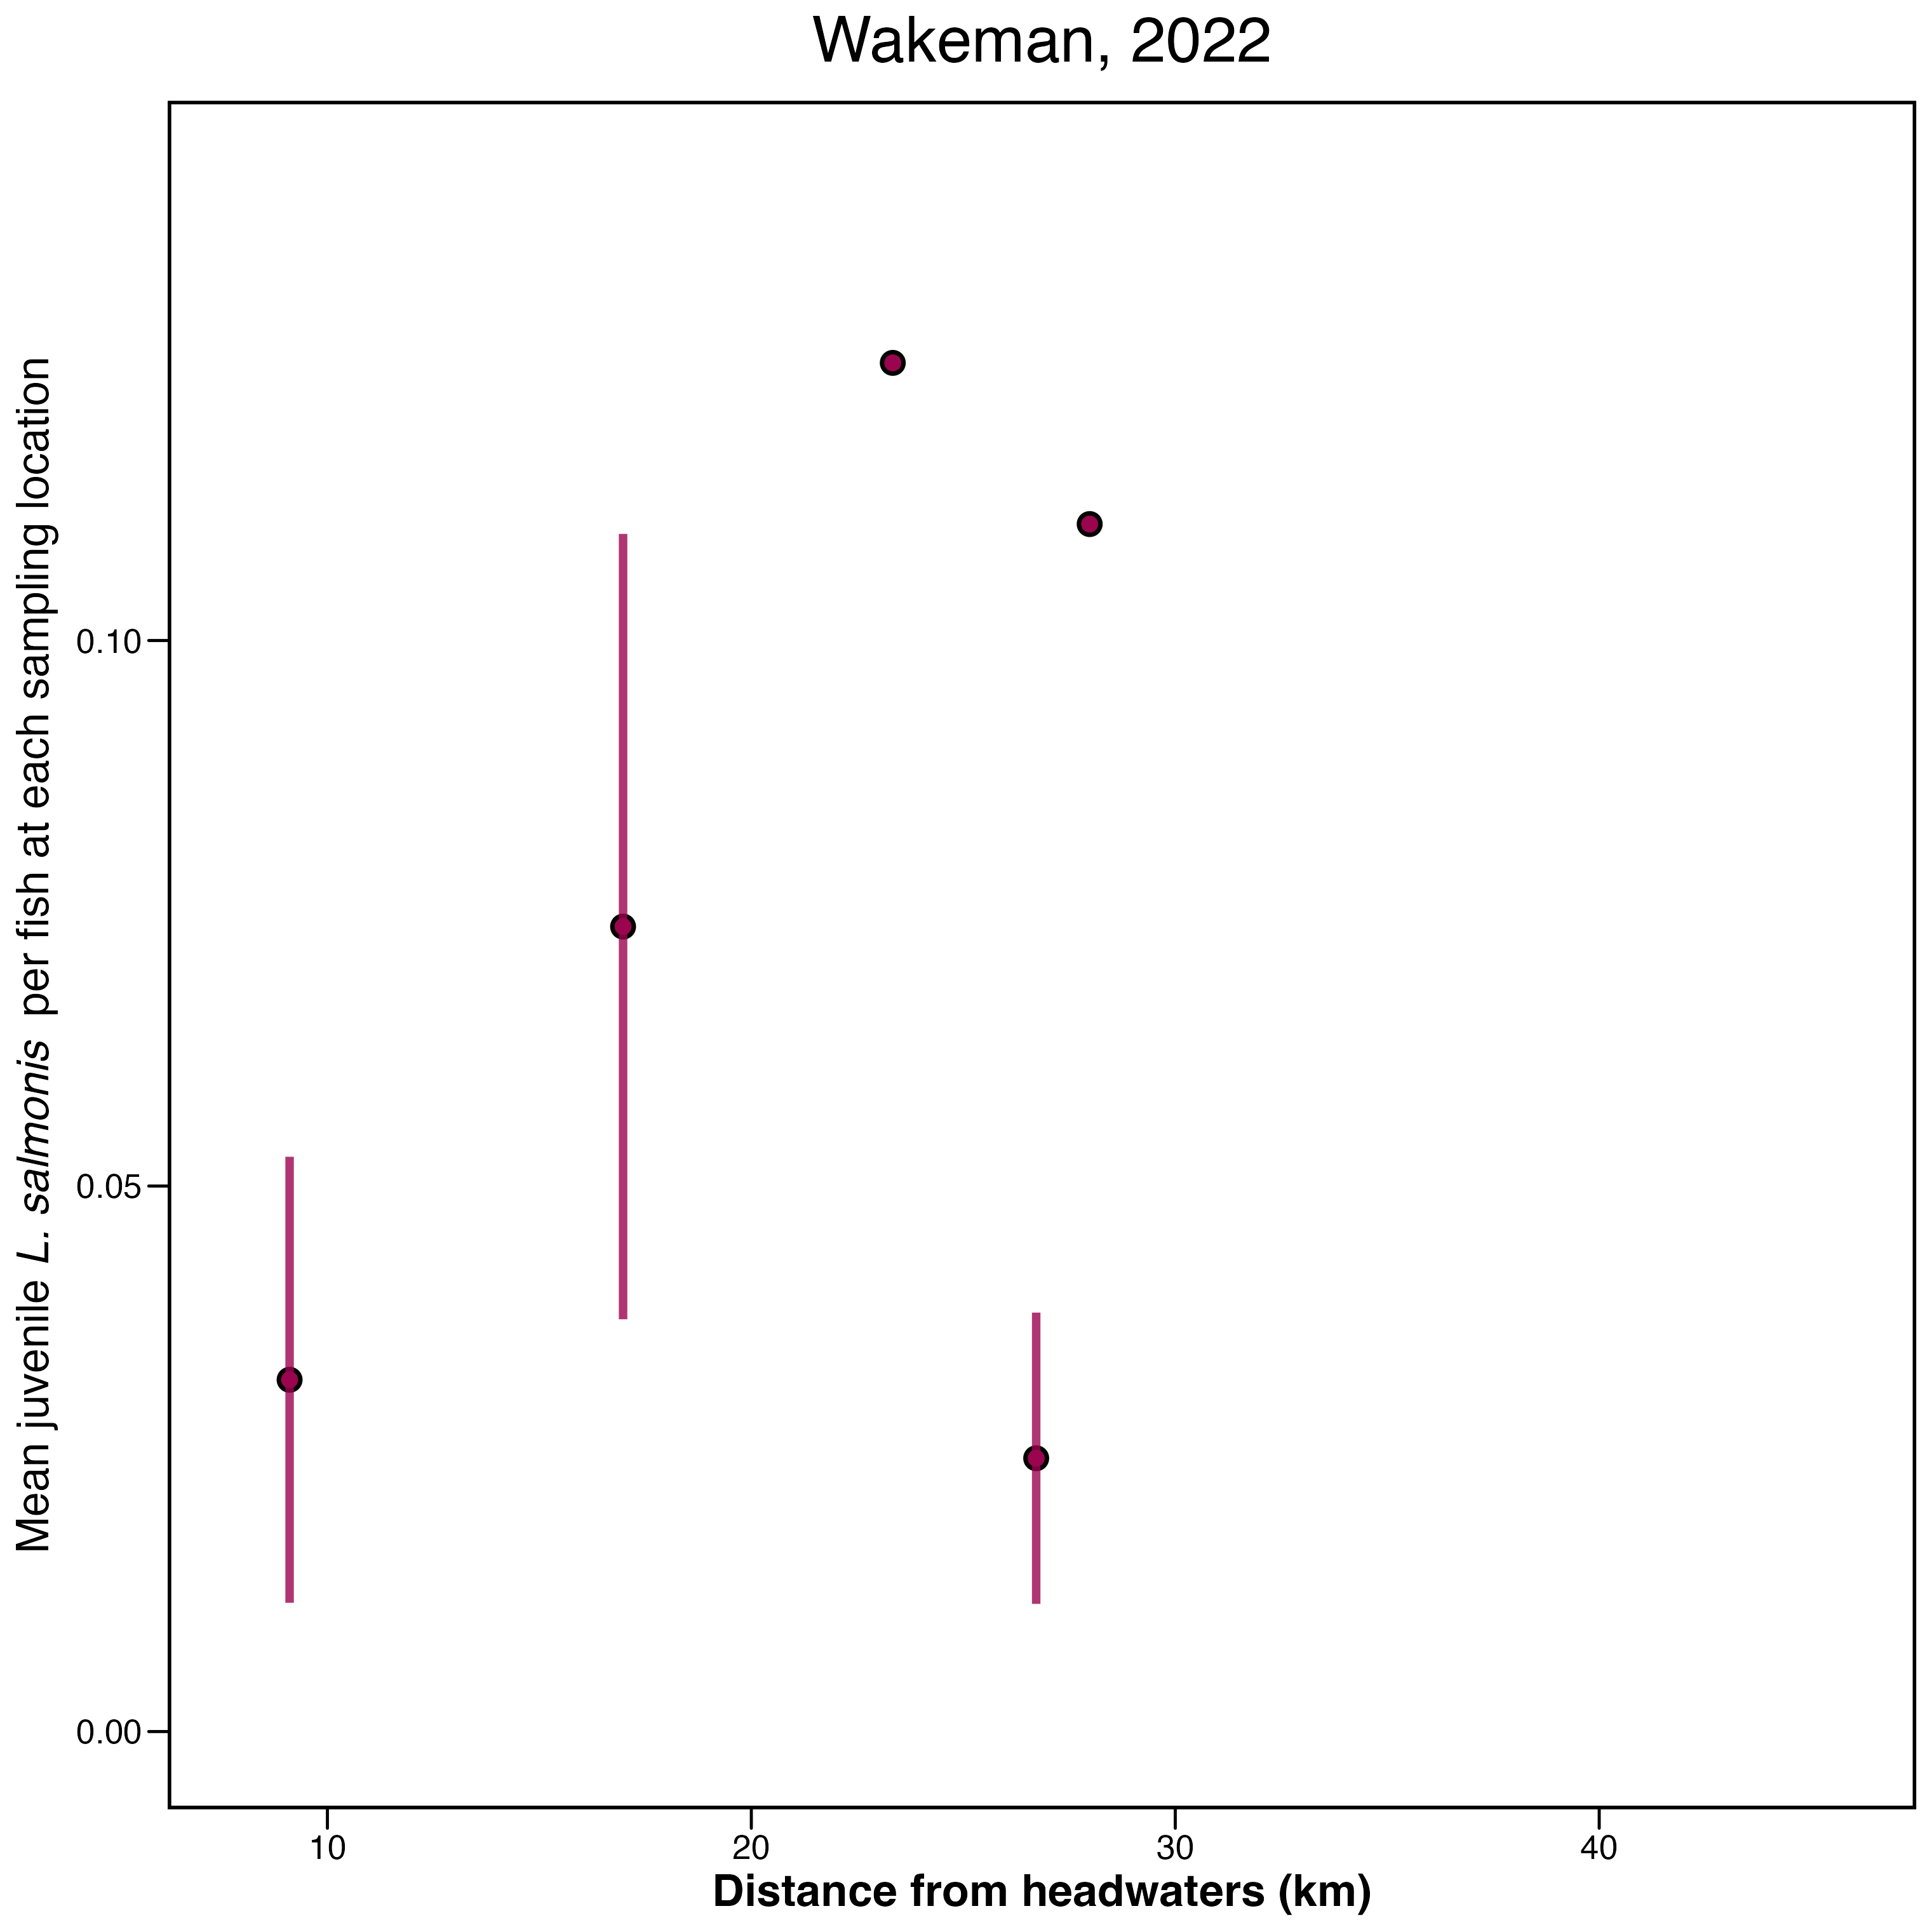 Wakeman, 2022
Mean juvenile L. salmonis per fish at each sampling location
0.10
0.05
0.00
10 20 30 40
Distance from headwaters (km)